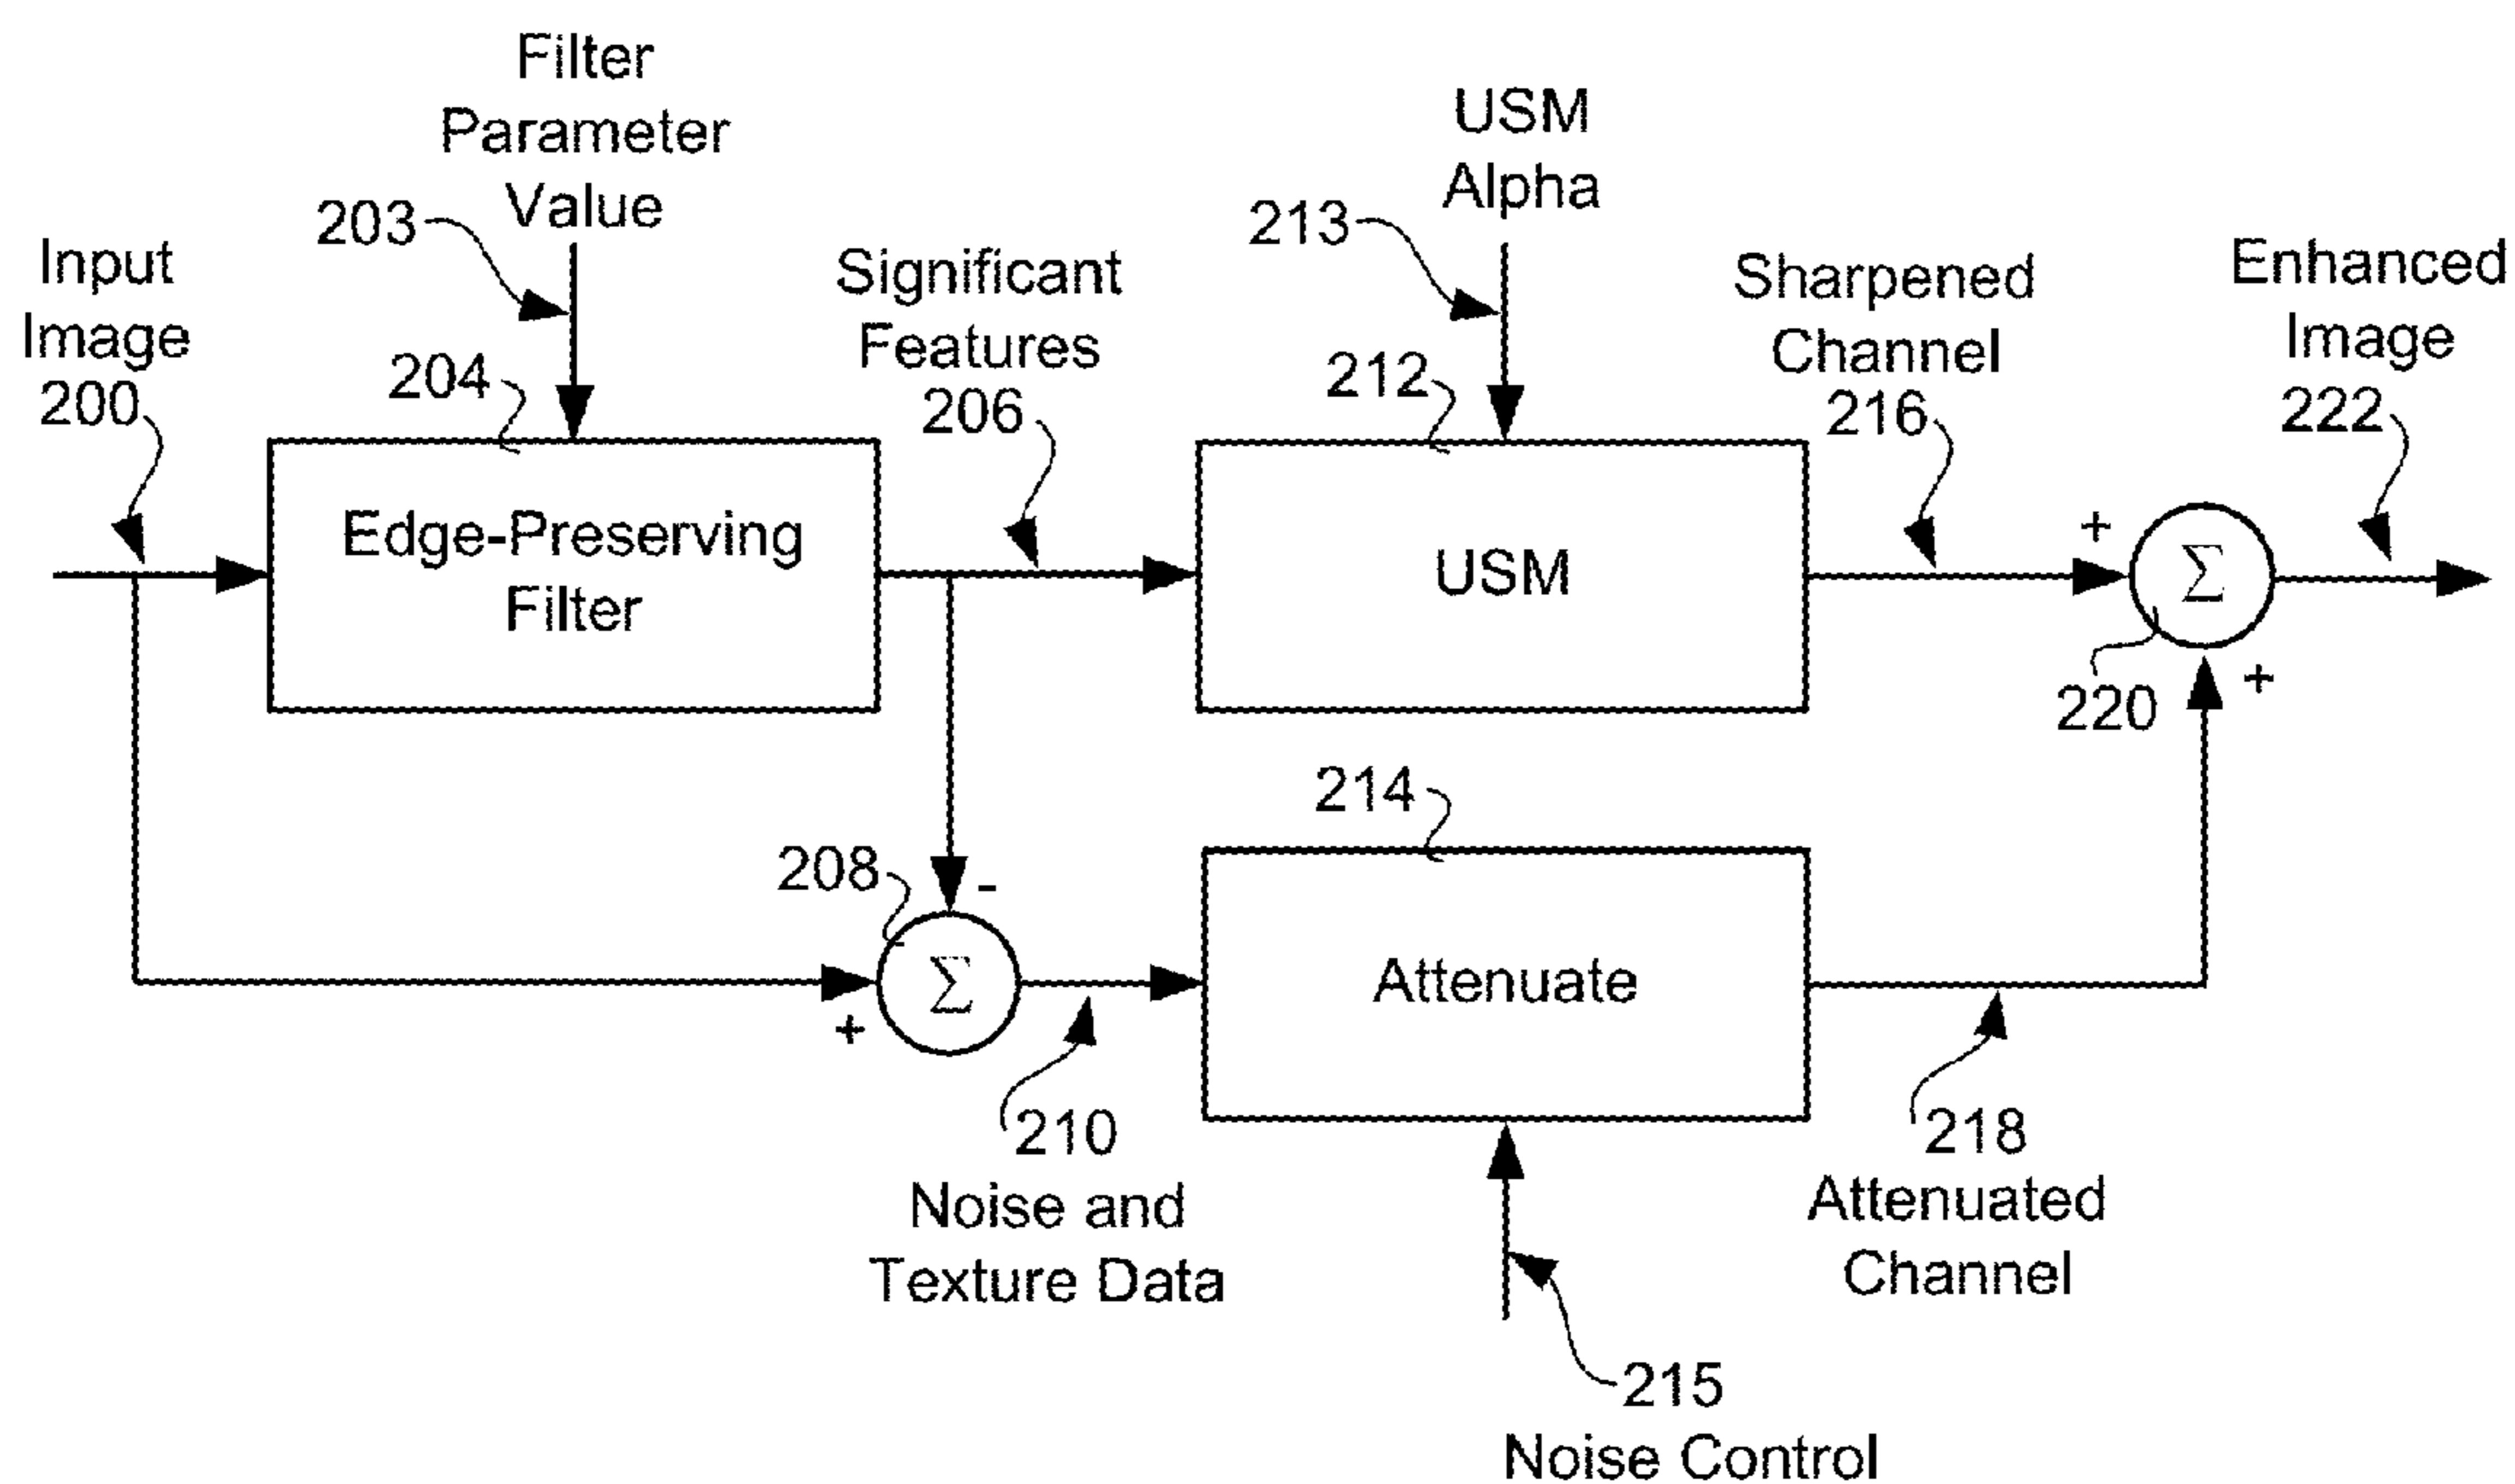 Filter
Parameter
Value
203
USM
Alpha
213
Input
Image
200
204
Significant
Features
206
212
Sharpened
Channel
216
Enhanced
Image
222
Edge-Preserving
Filter
USM
+
Σ
+
220
214
208
-
Σ
+
Attenuate
210
Noise and
Texture Data
218
Attenuated
Channel
215
Noise Control